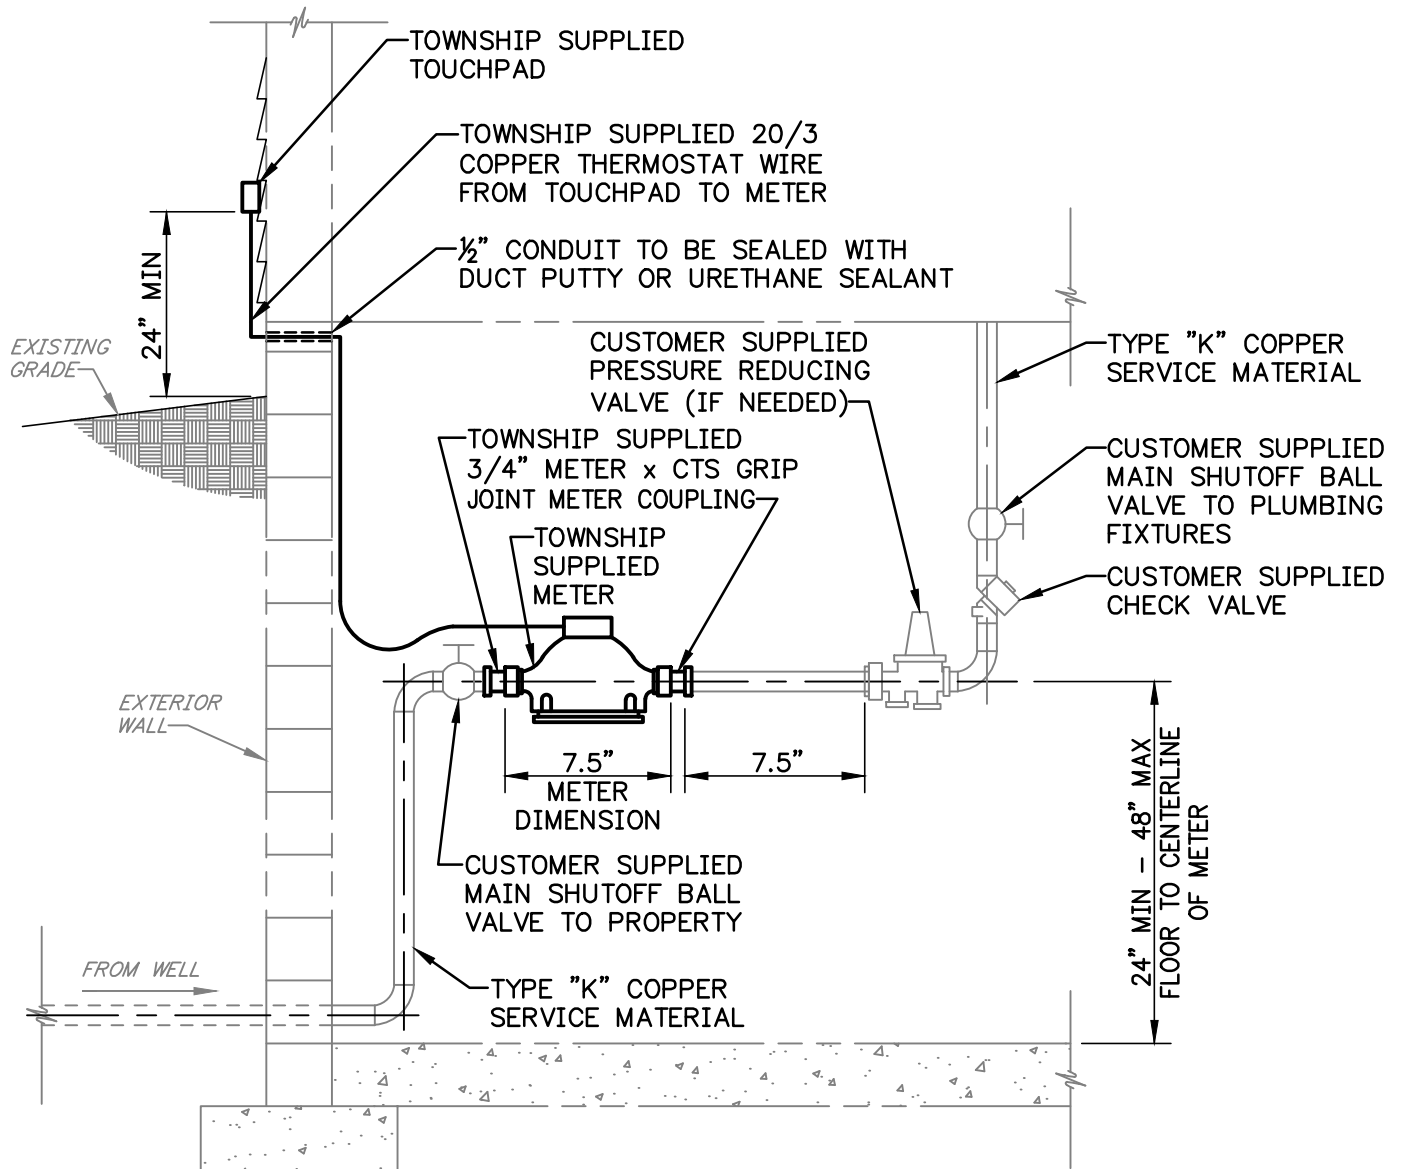 TOWNSHIP SUPPLIED
TOUCHPAD
TOWNSHIP SUPPLIED 20/3
COPPER THERMOSTAT WIRE
FROM TOUCHPAD TO METER
½" CONDUIT TO BE SEALED WITH
DUCT PUTTY OR URETHANE SEALANT
24" MIN
EXISTING
GRADE
CUSTOMER SUPPLIED
PRESSURE REDUCING
VALVE (IF NEEDED)
TYPE "K" COPPER
SERVICE MATERIAL
TOWNSHIP SUPPLIED
3/4" METER x CTS GRIP
JOINT METER COUPLING
CUSTOMER SUPPLIED
MAIN SHUTOFF BALL
VALVE TO PLUMBING
FIXTURES
TOWNSHIP
SUPPLIED
METER
CUSTOMER SUPPLIED
CHECK VALVE
EXTERIOR
WALL
7.5"
METER
DIMENSION
7.5"
24" MIN - 48" MAX
FLOOR TO CENTERLINE
OF METER
CUSTOMER SUPPLIED
MAIN SHUTOFF BALL
VALVE TO PROPERTY
FROM WELL
TYPE "K" COPPER
SERVICE MATERIAL